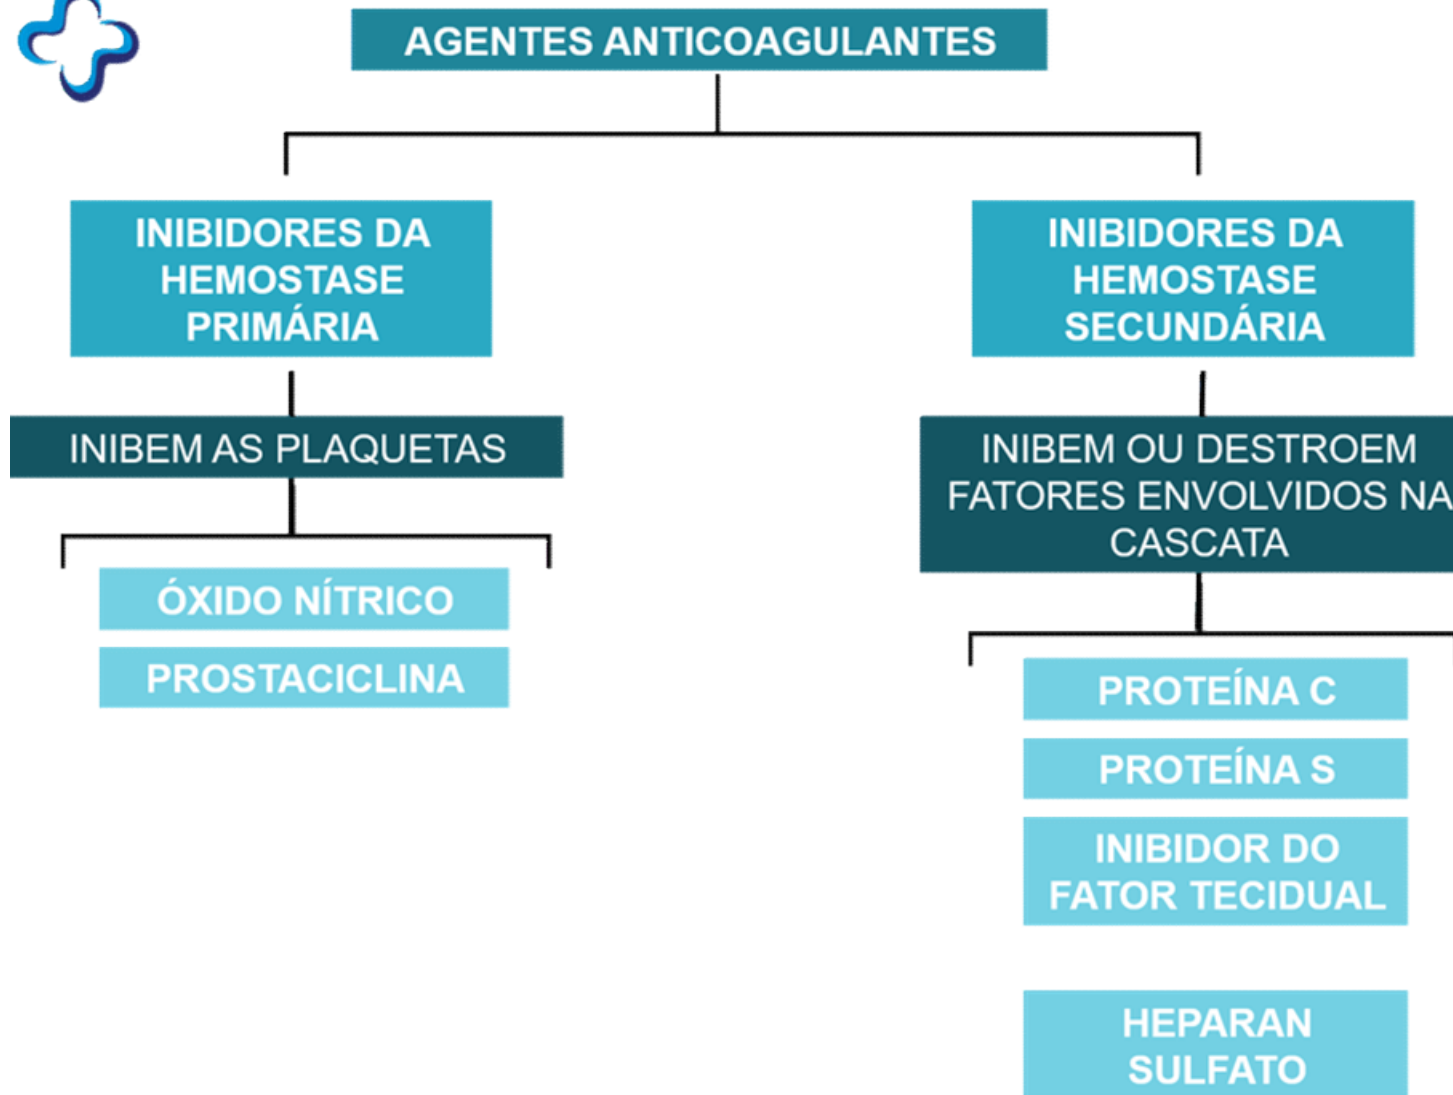 AGENTES ANTICOAGULANTES
INIBIDORES DA
HEMOSTASE
PRIMÁRIA
INIBEM AS PLAQUETAS
ÓXIDO NÍTRICO
PROSTACICLINA
INIBIDORES DA
HEMOSTASE
SECUNDÁRIA
INIBEM OU DESTROEM
FATORES ENVOLVIDOS NA
CASCATA
PROTEÍNA C
PROTEÍNA S
INIBIDOR DO
FATOR TECIDUAL
HEPARAN
SULFATO